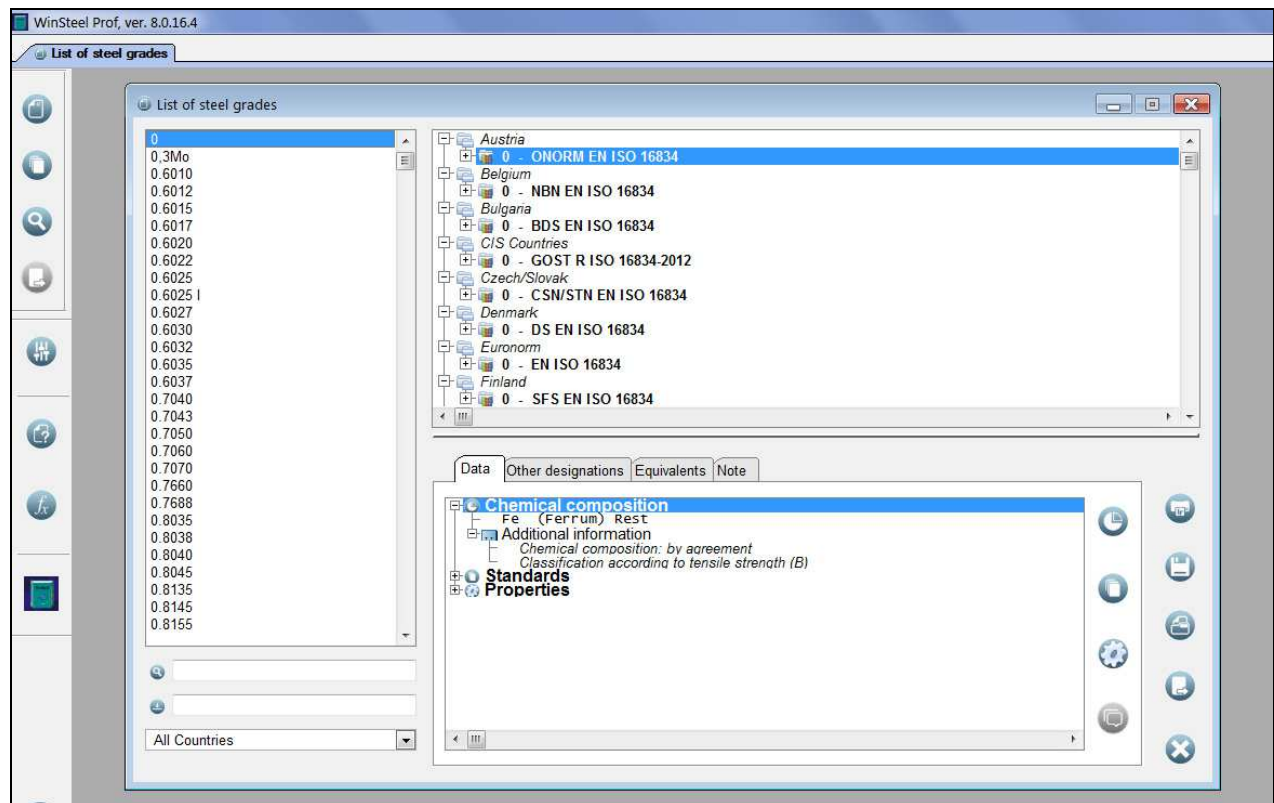 WinSteel Prof, ver. 8.0.16.4
List of steel grades
List of steel grades
0
0,3Mo
0.6010
0.6012
0.6015
0.6017
0.6020
0.6022
0.6025
0.6025 I
0.6027
0.6030
0.6032
0.6035
0.6037
0.7040
0.7043
0.7050
0.7060
0.7070
0.7660
0.7688
0.8035
0.8038
0.8040
0.8045
0.8135
0.8145
0.8155
All Countries
Austria
0 - ONORM EN ISO 16834
Belgium
0 - NBN EN ISO 16834
Bulgaria
0 - BDS EN ISO 16834
CIS Countries
0 - GOST R ISO 16834-2012
Czech/Slovak
0 - CSN/STN EN ISO 16834
Denmark
0 - DS EN ISO 16834
Euronorm
0 - EN ISO 16834
Finland
0 - SFS EN ISO 16834
Data Other designations Equivalents Note
Chemical composition
Fe (Ferrum) Rest
Additional information
Chemical composition: by agreement
Classification according to tensile strength (B)
Standards
Properties